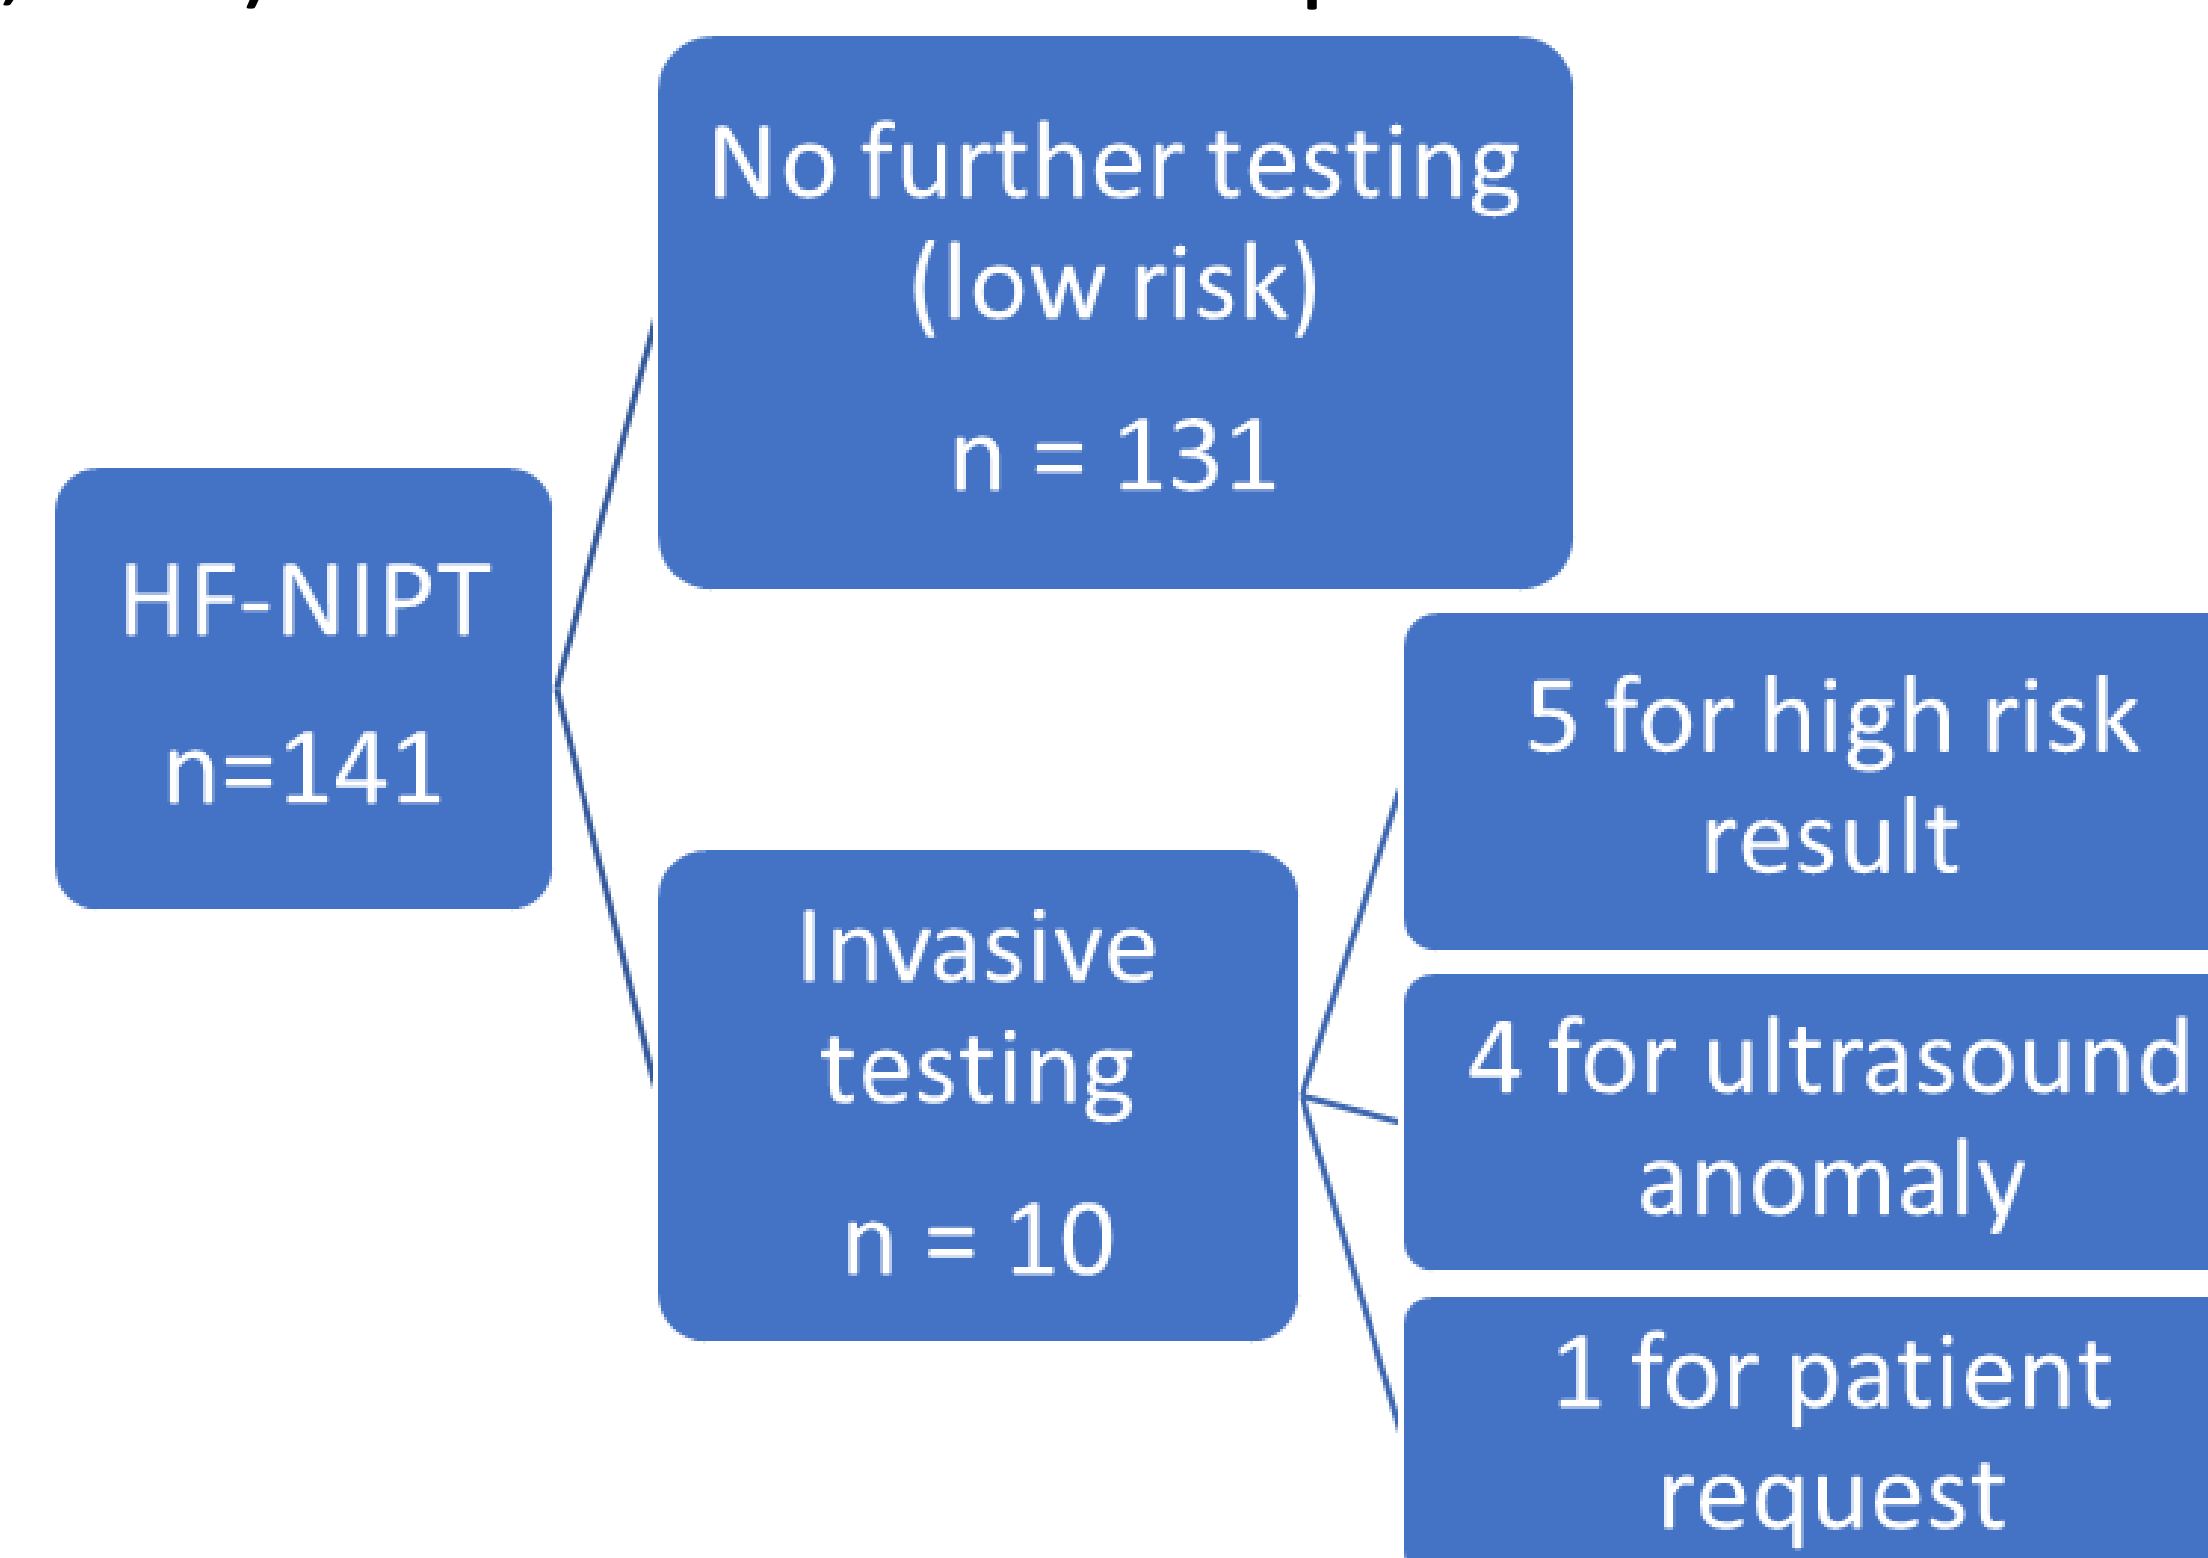 HF-NIPT
n=141
No further testing
(low risk)
n = 131
Invasive
testing
n = 10
5 for high risk
result
4 for ultrasound
anomaly
1 for patient
request